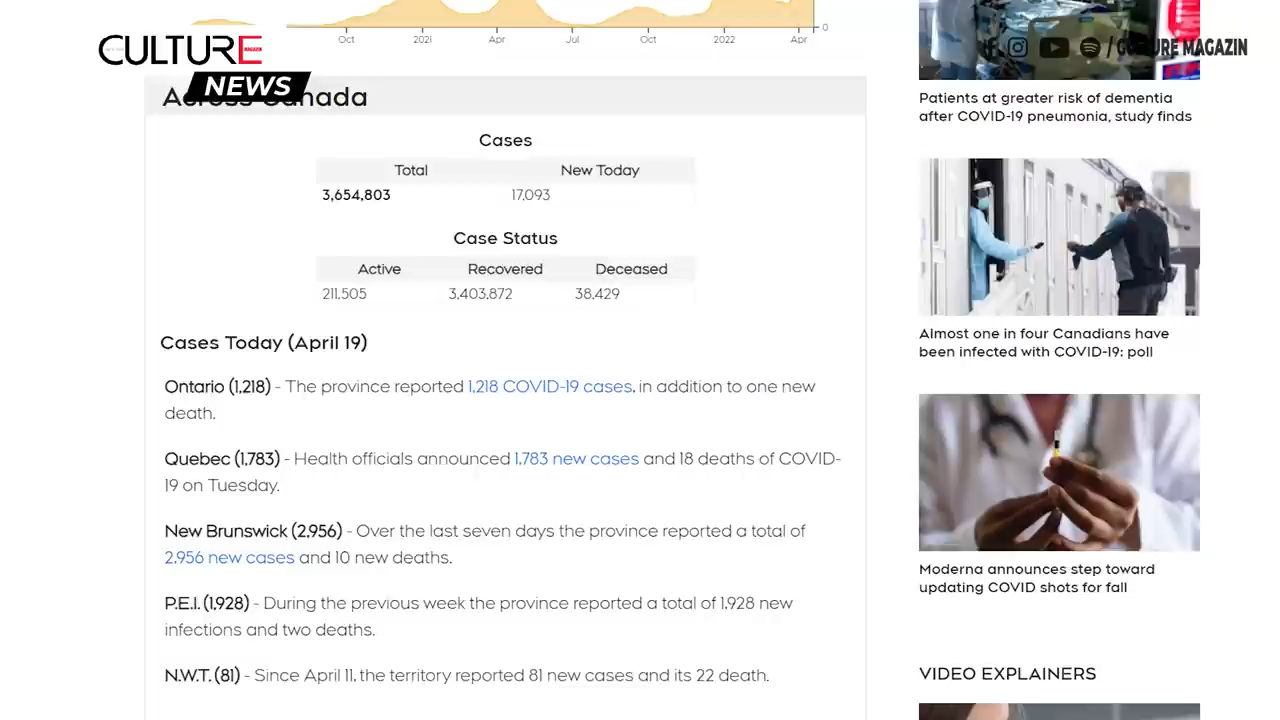 0
Oct 2021 Apr Jul Oct 2022 Apr
CULTURE
MAGAZIN
NEWS
/ CULTURE MAGAZIN
Across Canada
Cases
Total New Today
3,654,803 17,093
Case Status
Active Recovered Deceased
211,505 3,403,872 38,429
Cases Today (April 19)
Ontario (1,218) - The province reported 1,218 COVID-19 cases, in addition to one new
death.
Quebec (1,783) - Health officials announced 1,783 new cases and 18 deaths of COVID-
19 on Tuesday.
New Brunswick (2,956) - Over the last seven days the province reported a total of
2,956 new cases and 10 new deaths.
P.E.I. (1,928) - During the previous week the province reported a total of 1,928 new
infections and two deaths.
N.W.T. (81) - Since April 11, the territory reported 81 new cases and its 22 death.
Patients at greater risk of dementia
after COVID-19 pneumonia, study finds
Almost one in four Canadians have
been infected with COVID-19: poll
Moderna announces step toward
updating COVID shots for fall
VIDEO EXPLAINERS